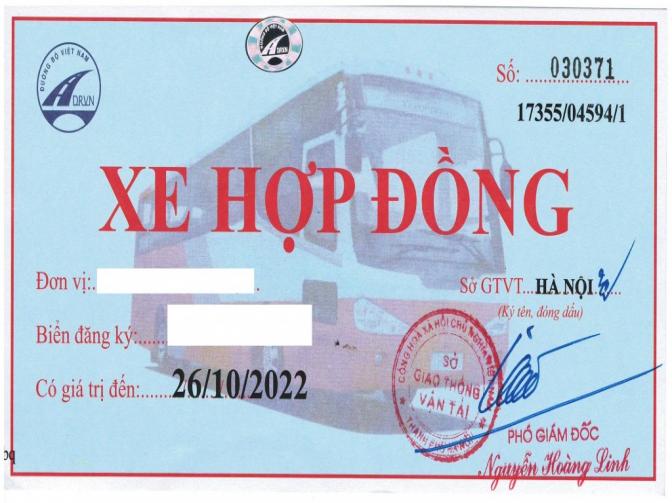 ĐƯỜNG BỘ VIỆT NAM
DRVN
Số: ....030371....
17355/04594/1
XE HỢP ĐỒNG
Đơn vị:
Sở GTVT...HÀ NỘI....
(Ký tên, đóng dấu)
Biển đăng ký:......
CỘNG HOÀ XÃ HỘI CHỦ NGHĨA VIỆT
SỞ
GIAO THÔNG
VẬN TẢI
THÀNH PHỐ HÀ NỘI
Có giá trị đến:.....26/10/2022
PHÓ GIÁM ĐỐC
Nguyễn Hoàng Linh